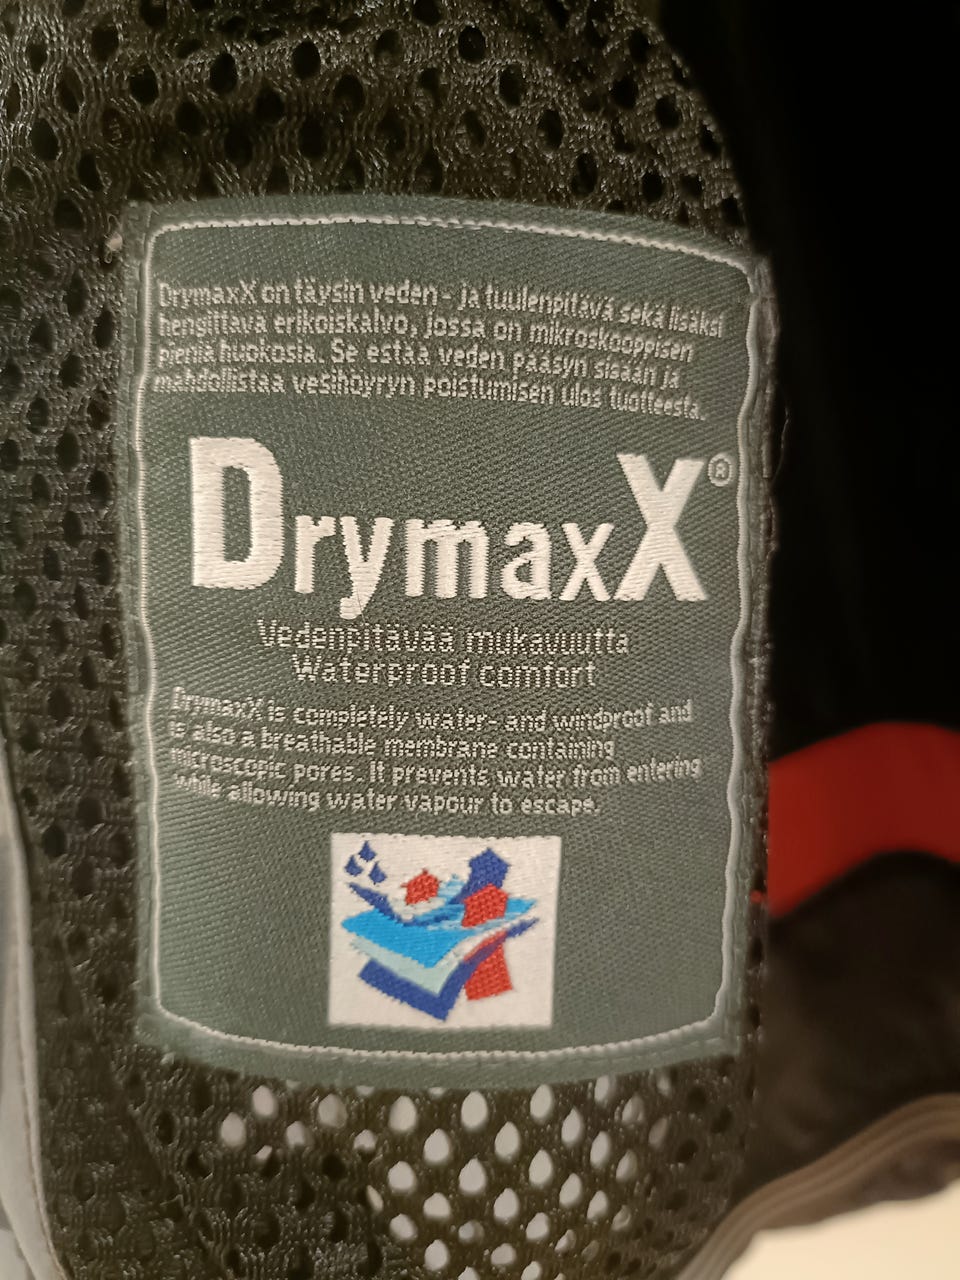 DrymaxX on täysin veden- ja tuulenpitävä sekä lisäksi
hengittävä erikoiskalvo, jossa on mikroskooppisen
pieniä huokosia. Se estää veden pääsyn sisään ja
mahdollistaa vesihöyryn poistumisen ulos tuotteesta.
DrymaxX®
Vedenpitävää mukavuutta
Waterproof comfort
DrymaxX is completely water- and windproof and
is also a breathable membrane containing
microscopic pores. It prevents water from entering
while allowing water vapour to escape.